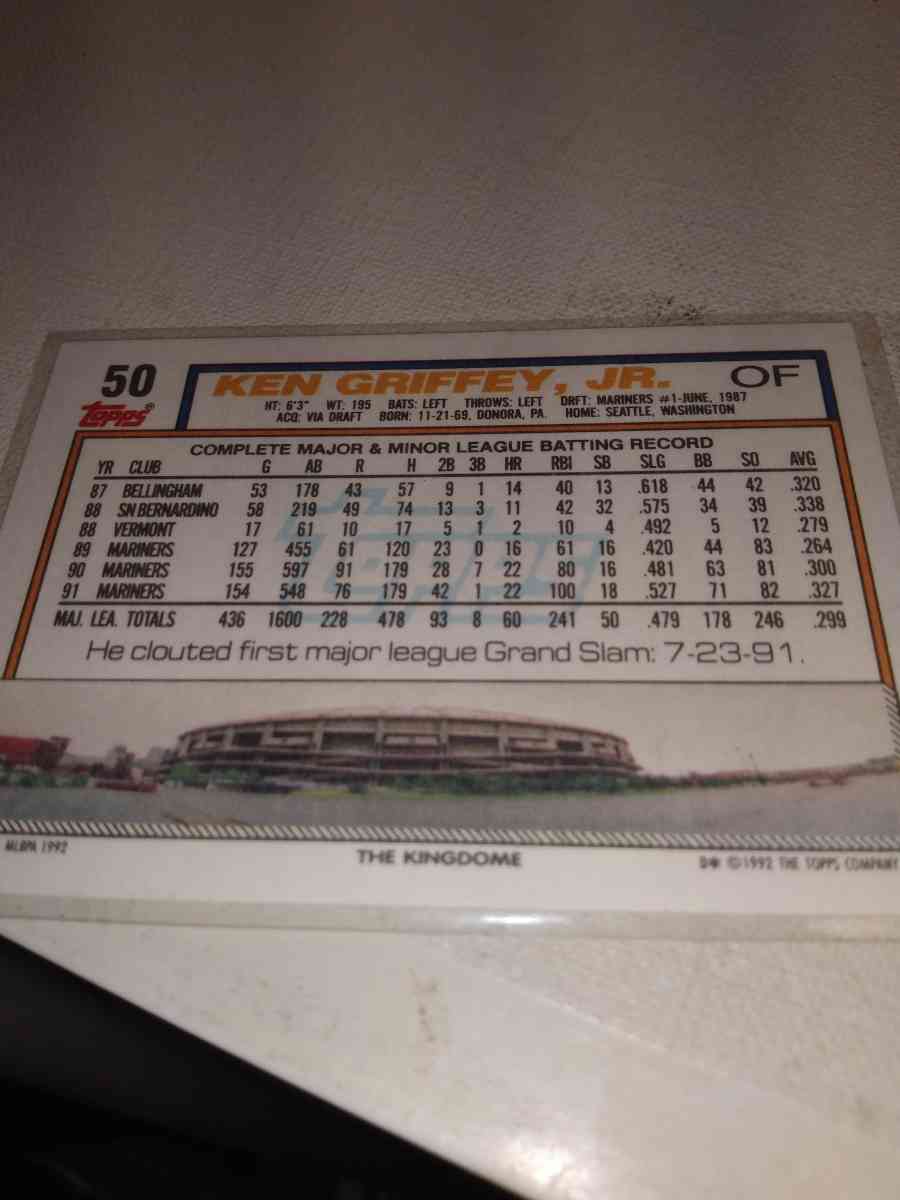 50
Topps®
KEN GRIFFEY, JR. OF
HT: 6'3" WT: 195 BATS: LEFT THROWS: LEFT DRFT: MARINERS #1-JUNE, 1987
ACQ: VIA DRAFT BORN: 11-21-69, DONORA, PA. HOME: SEATTLE, WASHINGTON
COMPLETE MAJOR & MINOR LEAGUE BATTING RECORD
YR CLUB G AB R H 2B 3B HR RBI SB SLG BB SO AVG
87 BELLINGHAM 53 178 43 57 9 1 14 40 13 .618 44 42 .320
88 SN BERNARDINO 58 219 49 74 13 3 11 42 32 .575 34 39 .338
88 VERMONT 17 61 10 17 5 1 2 10 4 .492 5 12 .279
89 MARINERS 127 455 61 120 23 0 16 61 16 .420 44 83 .264
90 MARINERS 155 597 91 179 28 7 22 80 16 .481 63 81 .300
91 MARINERS 154 548 76 179 42 1 22 100 18 .527 71 82 .327
MAJ. LEA. TOTALS 436 1600 228 478 93 8 60 241 50 .479 178 246 .299
Topps
He clouted first major league Grand Slam: 7-23-91.
MLBPA 1992
THE KINGDOME
D* ©1992 THE TOPPS COMPANY